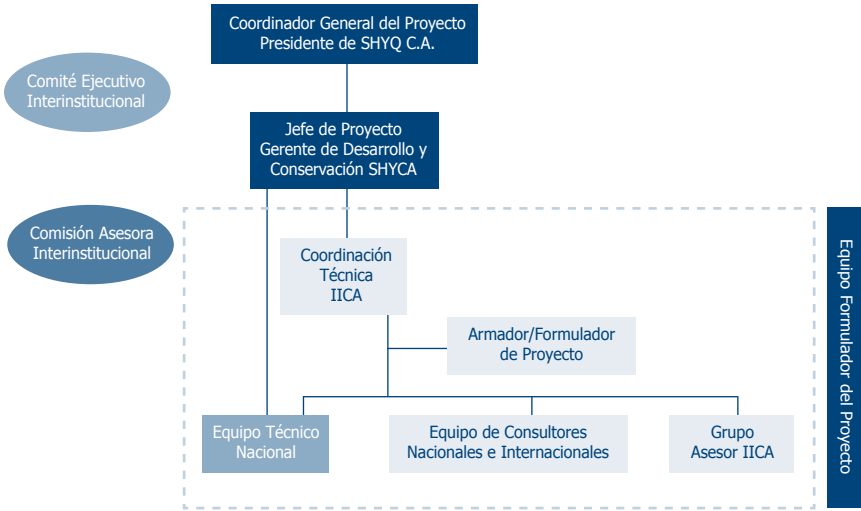 Coordinador General del Proyecto
Presidente de SHYQ C.A.
Comité Ejecutivo
Interinstitucional
Jefe de Proyecto
Gerente de Desarrollo y
Conservación SHYCA
Comisión Asesora
Interinstitucional
Coordinación
Técnica
IICA
Armador/Formulador
de Proyecto
Equipo Técnico
Nacional
Equipo de Consultores
Nacionales e Internacionales
Grupo
Asesor IICA
Equipo Formulador del Proyecto